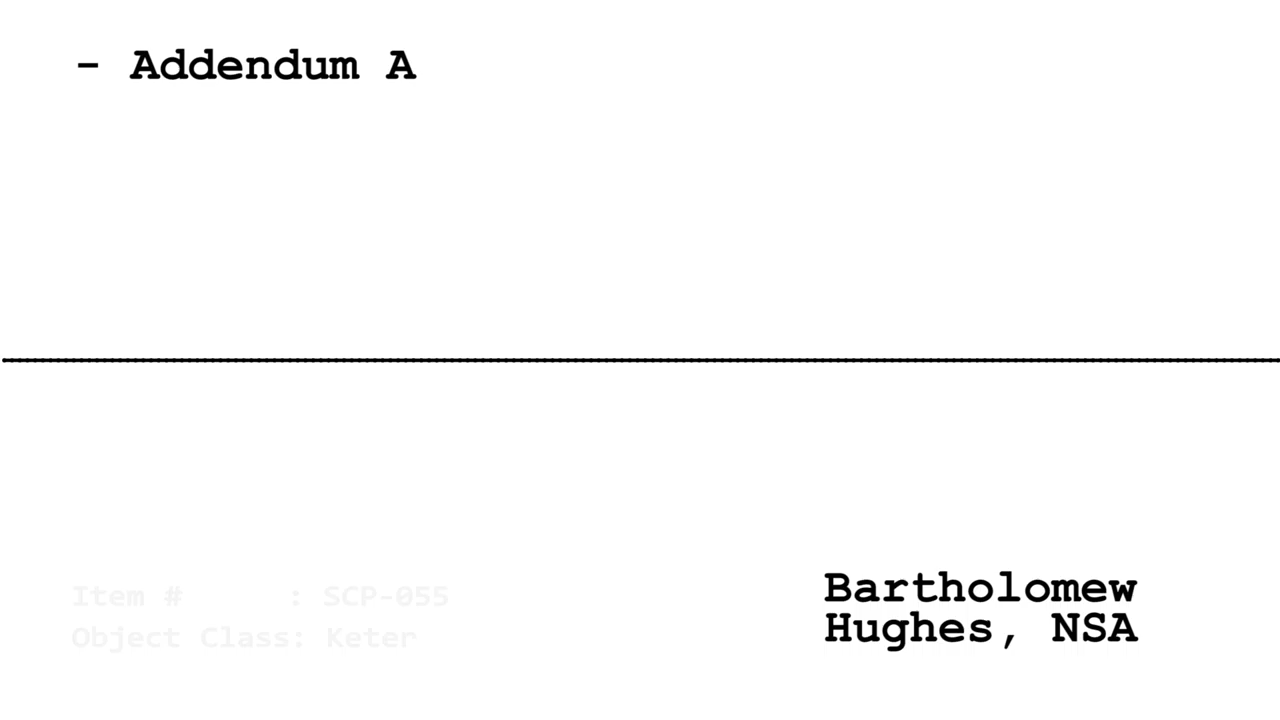 - Addendum A
Item #      : SCP-055
Object Class: Keter
Bartholomew
Hughes, NSA